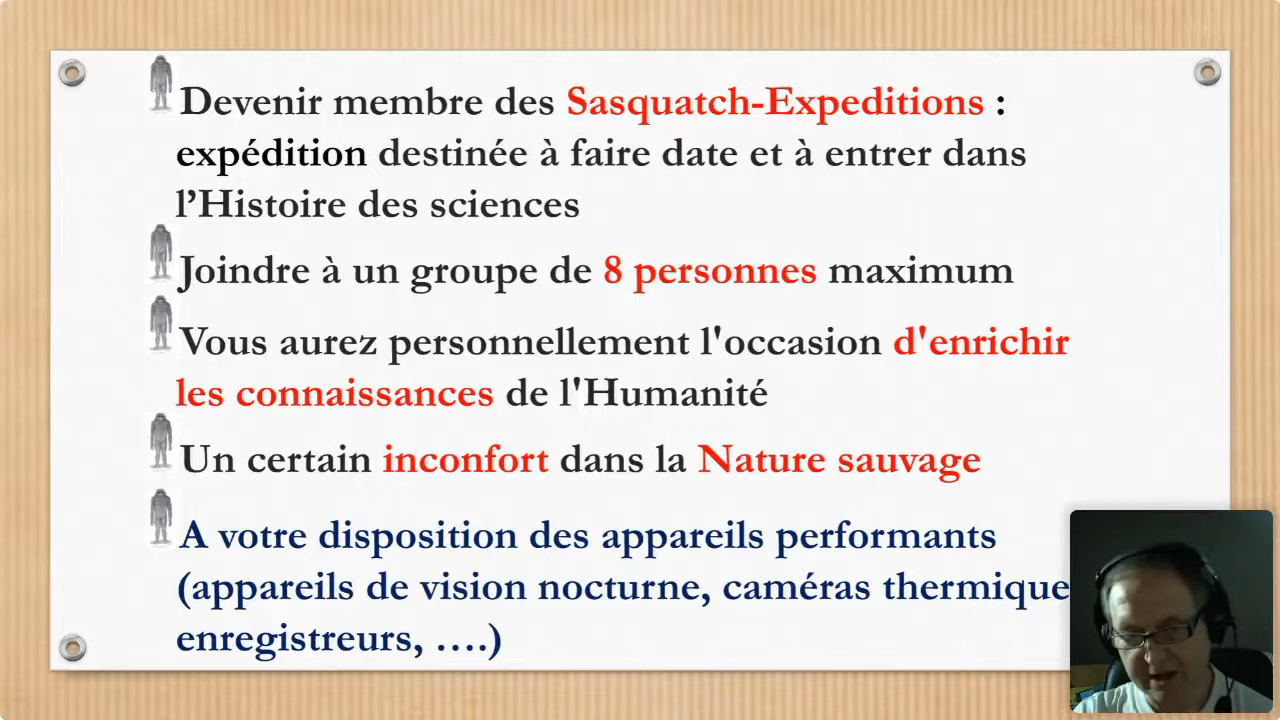 Devenir membre des Sasquatch-Expeditions :
expédition destinée à faire date et à entrer dans
l’Histoire des sciences
Joindre à un groupe de 8 personnes maximum
Vous aurez personnellement l'occasion d'enrichir
les connaissances de l'Humanité
Un certain inconfort dans la Nature sauvage
A votre disposition des appareils performants
(appareils de vision nocturne, caméras thermique
enregistreurs, ….)